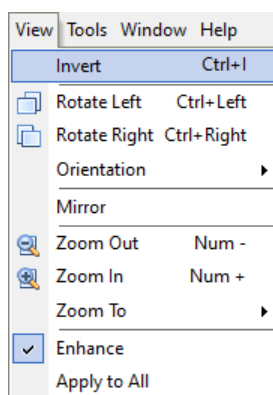 View Tools Window Help
Invert Ctrl+I
Rotate Left Ctrl+Left
Rotate Right Ctrl+Right
Orientation
Mirror
Zoom Out Num -
Zoom In Num +
Zoom To
Enhance
Apply to All